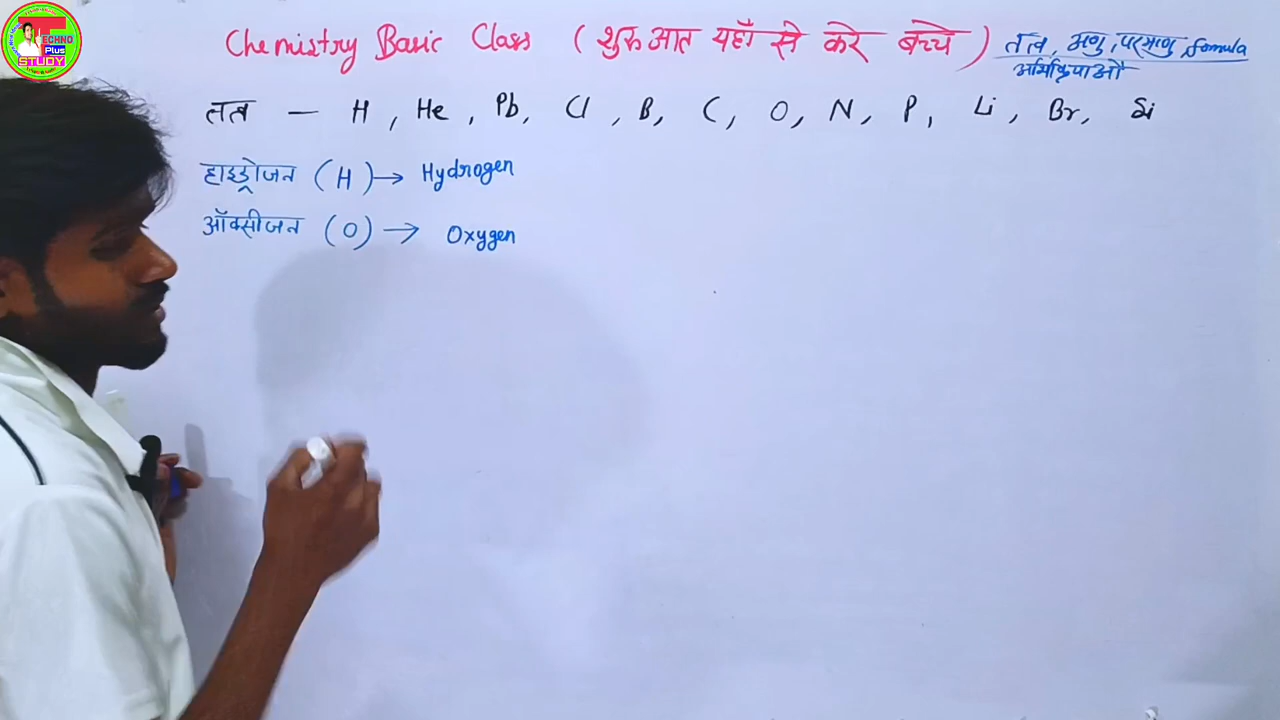 TECHNO
Plus
STUDY
Chemistry Basic Class ( शुरुआत यहाँ से करे बच्चे ) तत्व, अणु, परमाणु, formula
अभिक्रियाओं
तत्व — H, He, Pb, Cl, B, C, O, N, P, Li, Br, Si
हाइड्रोजन (H) → Hydrogen
ऑक्सीजन (O) → Oxygen